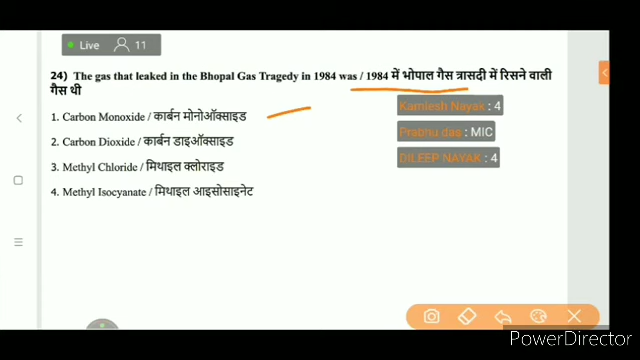 Live 11
24) The gas that leaked in the Bhopal Gas Tragedy in 1984 was / 1984 में भोपाल गैस त्रासदी में रिसने वाली
गैस थी
Kamlesh Nayak : 4
1. Carbon Monoxide / कार्बन मोनोऑक्साइड
Prabhu das : MIC
2. Carbon Dioxide / कार्बन डाइऑक्साइड
DILEEP NAYAK : 4
3. Methyl Chloride / मिथाइल क्लोराइड
4. Methyl Isocyanate / मिथाइल आइसोसाइनेट
PowerDirector